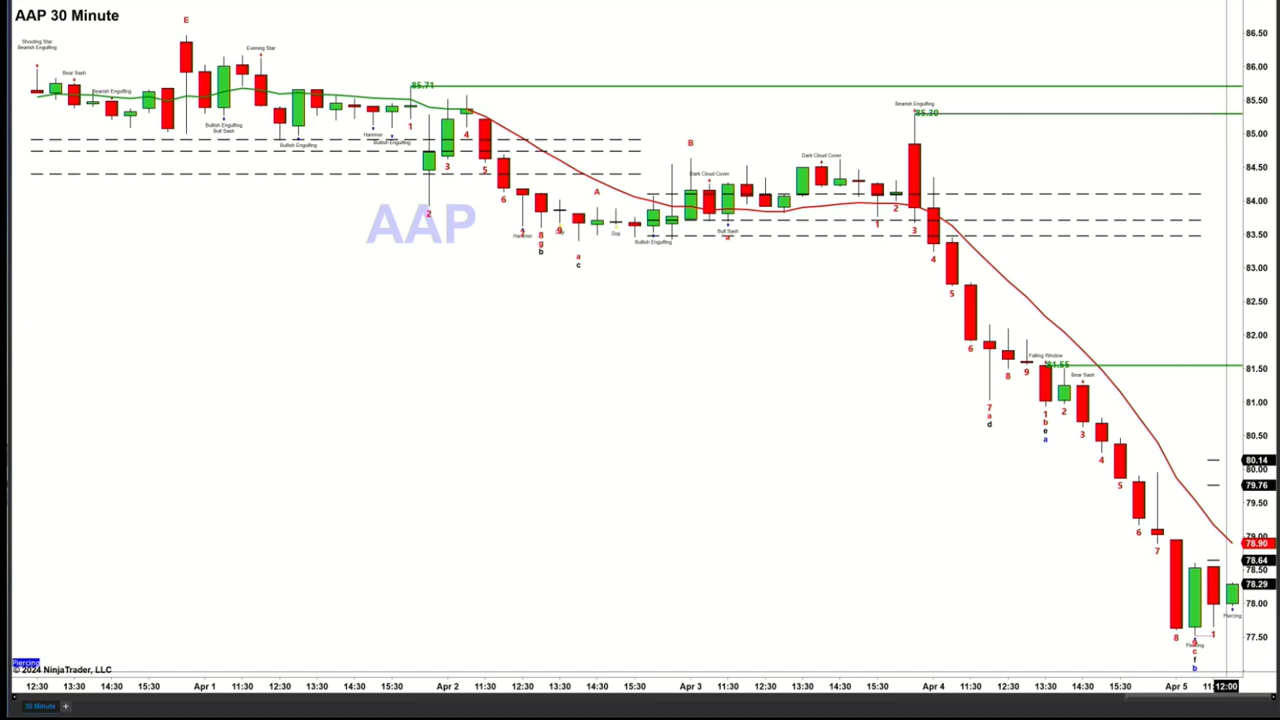 AAP 30 Minute
E
86.50
Shooting Star
Bearish Engulfing
Evening Star
86.00
Bear Sash
Bearish Engulfing
85.71
85.50
Bearish Engulfing
85.30
Bullish Engulfing
Bull Sash
Hammer
1
4
85.00
Bullish Engulfing
Bullish Engulfing
B
Dark Cloud Cover
3
5
84.50
Dark Cloud Cover
A
6
84.00
AAP
2
1
2
3
8
9
Doji
Bull Sash
a
g
Bullish Engulfing
b
83.50
a
c
4
83.00
5
82.50
82.00
6
Falling Window
81.55
81.50
7
8
9
Bear Sash
81.00
a
d
1
2
b
e
a
3
80.50
4
80.14
80.00
79.76
5
79.50
6
79.00
7
78.90
78.64
78.50
78.29
78.00
Piercing
8
1
77.50
c
f
b
Piercing
© 2024 NinjaTrader, LLC
12:30 13:30 14:30 15:30 Apr 1 11:30 12:30 13:30 14:30 15:30 Apr 2 11:30 12:30 13:30 14:30 15:30 Apr 3 11:30 12:30 13:30 14:30 15:30 Apr 4 11:30 12:30 13:30 14:30 15:30 Apr 5 12:00
30 Minute +